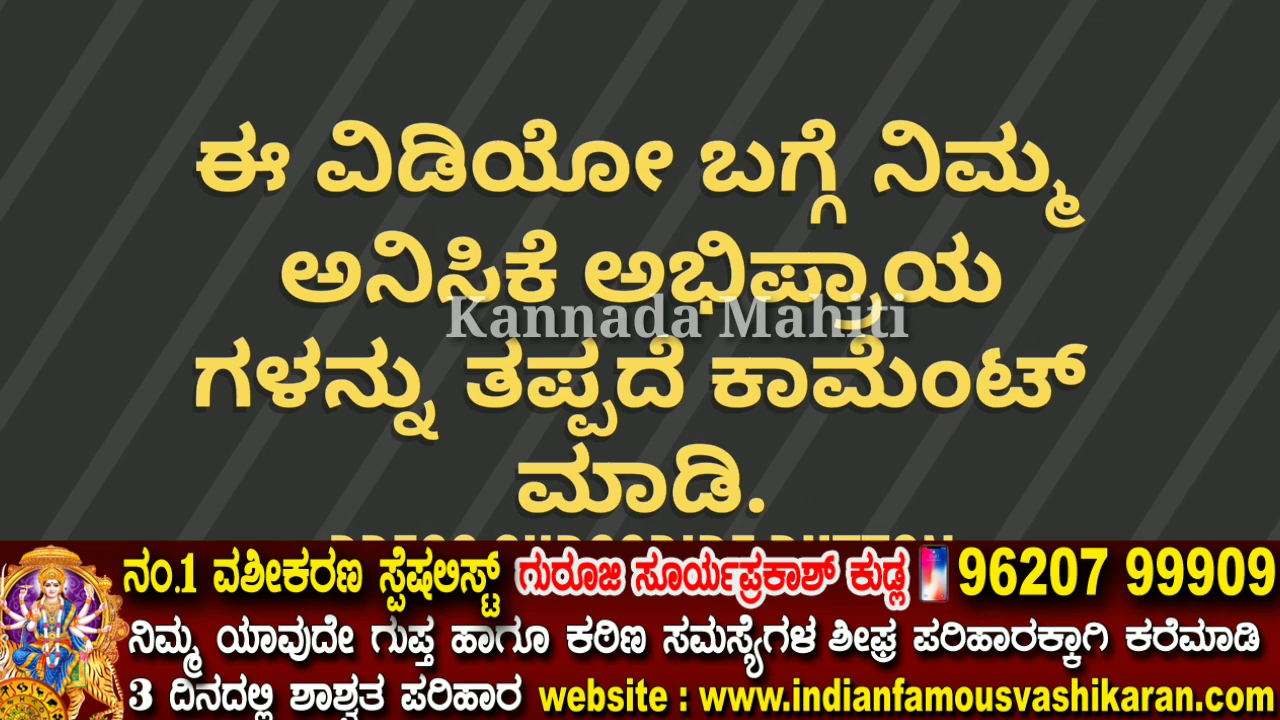 ಈ ವಿಡಿಯೋ ಬಗ್ಗೆ ನಿಮ್ಮ
ಅನಿಸಿಕೆ ಅಭಿಪ್ರಾಯ
Kannada Mahiti
ಗಳನ್ನು ತಪ್ಪದೆ ಕಾಮೆಂಟ್
ಮಾಡಿ.
ನಂ.1 ವಶೀಕರಣ ಸ್ಪೆಷಲಿಸ್ಟ್ ಗುರೂಜಿ ಸೂರ್ಯಪ್ರಕಾಶ್ ಕುಡ್ಲ 96207 99909
ನಿಮ್ಮ ಯಾವುದೇ ಗುಪ್ತ ಹಾಗೂ ಕಠಿಣ ಸಮಸ್ಯೆಗಳ ಶೀಘ್ರ ಪರಿಹಾರಕ್ಕಾಗಿ ಕರೆಮಾಡಿ
3 ದಿನದಲ್ಲಿ ಶಾಶ್ವತ ಪರಿಹಾರ website : www.indianfamousvashikaran.com